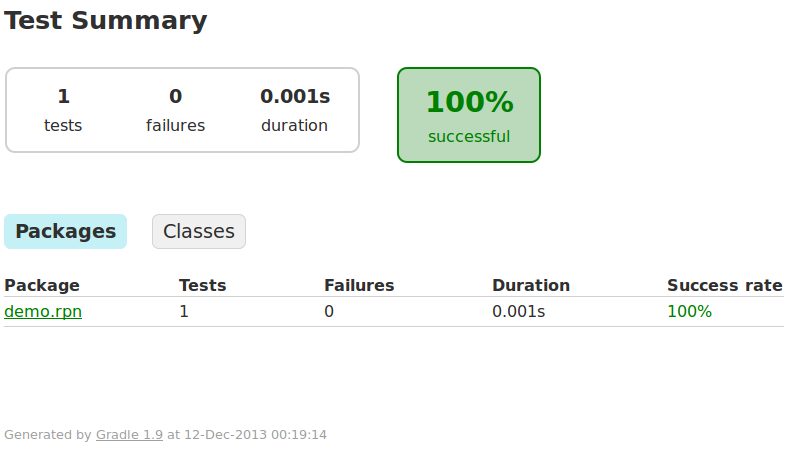 Test Summary
1 0 0.001s
tests failures duration
100%
successful
Packages Classes
Package Tests Failures Duration Success rate
demo.rpn 1 0 0.001s 100%
Generated by Gradle 1.9 at 12-Dec-2013 00:19:14